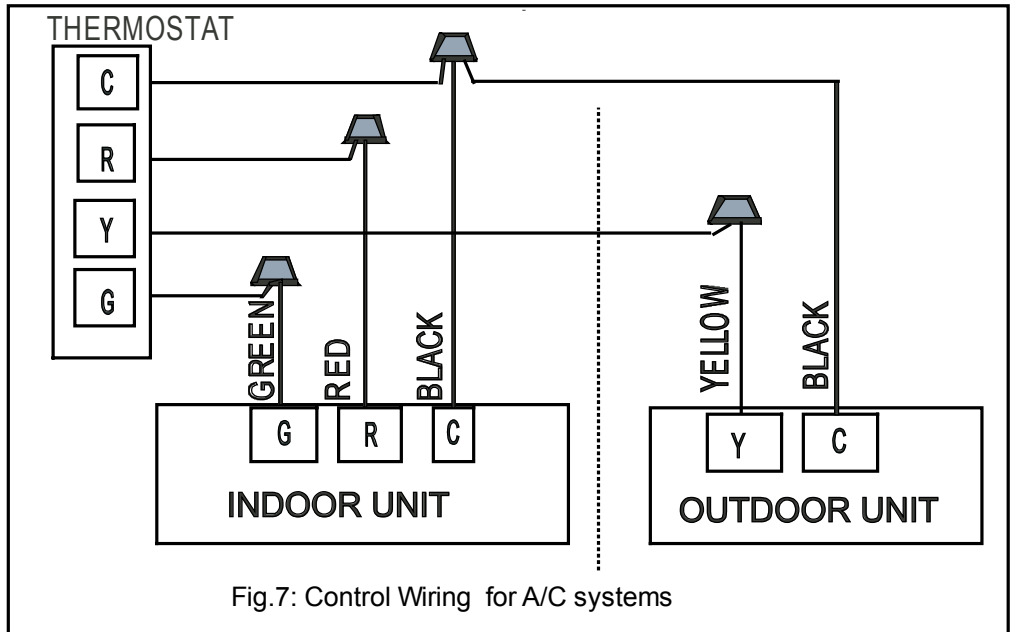 THERMOSTAT
C
R
Y
G
GREEN
RED
BLACK
YELLOW
BLACK
G R C
Y C
INDOOR UNIT
OUTDOOR UNIT
Fig.7: Control Wiring for A/C systems